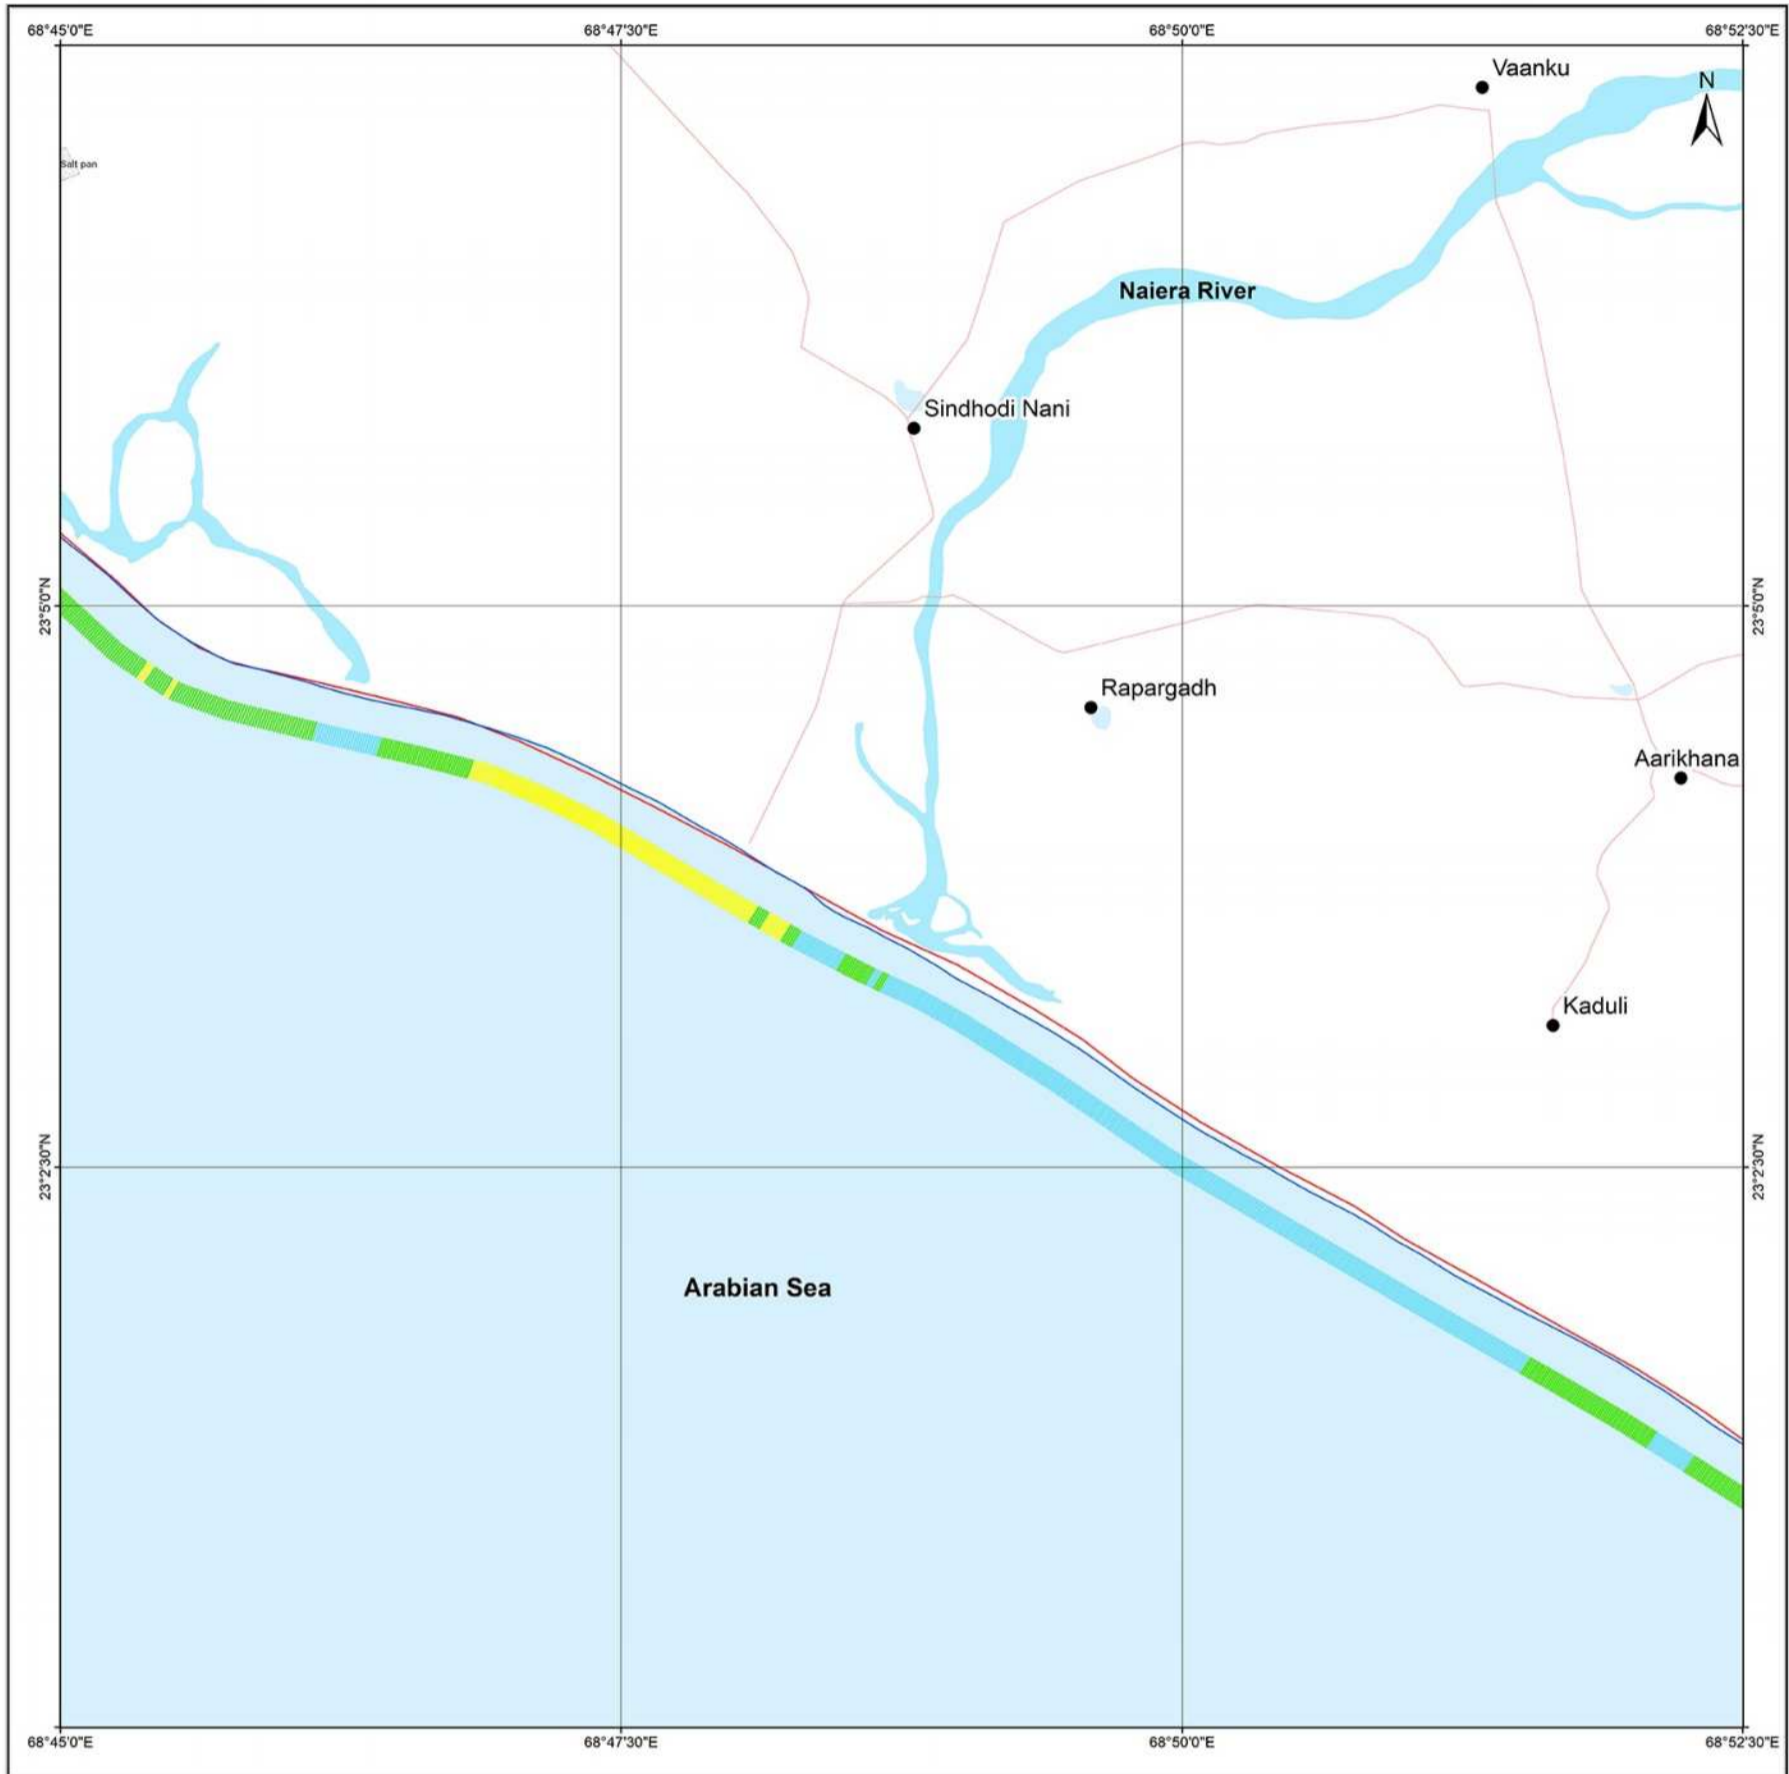 68°45'0"E
68°47'30"E
68°50'0"E
68°52'30"E
Vaanku
N
Salt pan
Naiera River
Sindhodi Nani
23°5'0"N
23°5'0"N
Rapargadh
Aarikhana
Kaduli
23°2'30"N
23°2'30"N
Arabian Sea
68°45'0"E
68°47'30"E
68°50'0"E
68°52'30"E